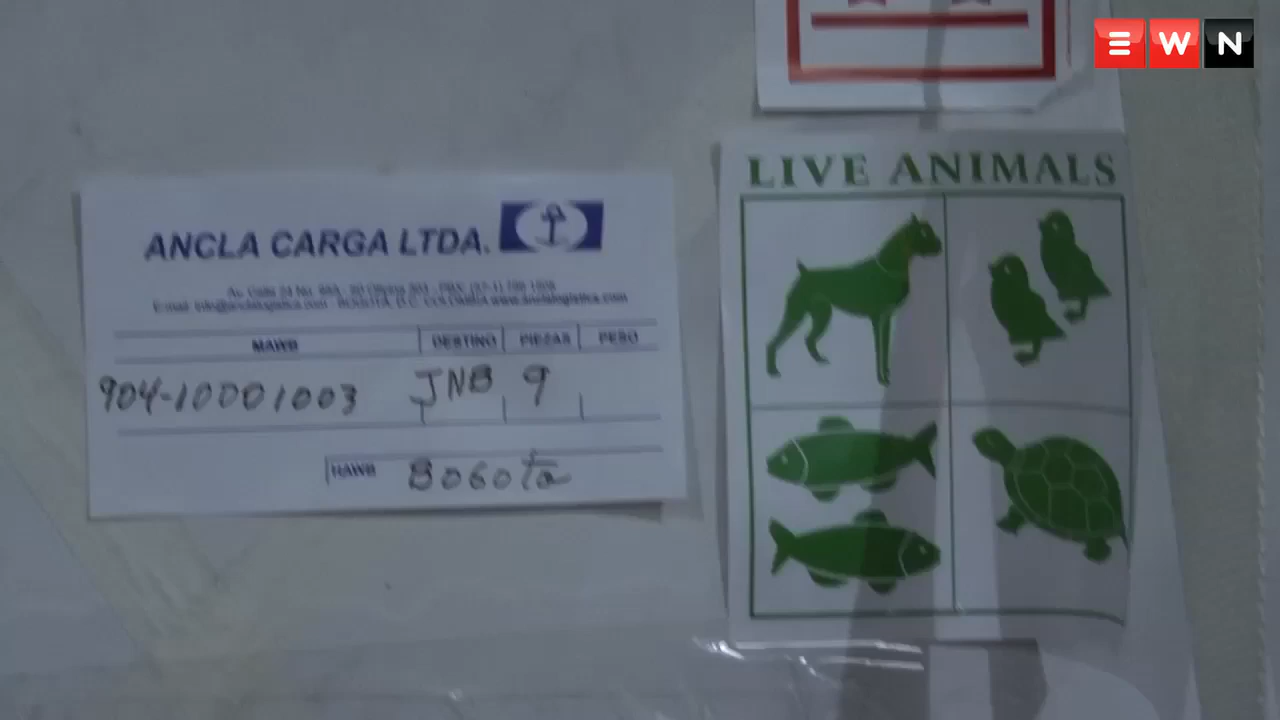 EWN
LIVE ANIMALS
ANCLA CARGA LTDA.
MAWB DESTINO PIEZAS PESO
904-10001003 JNB 9
HAWB Bogota